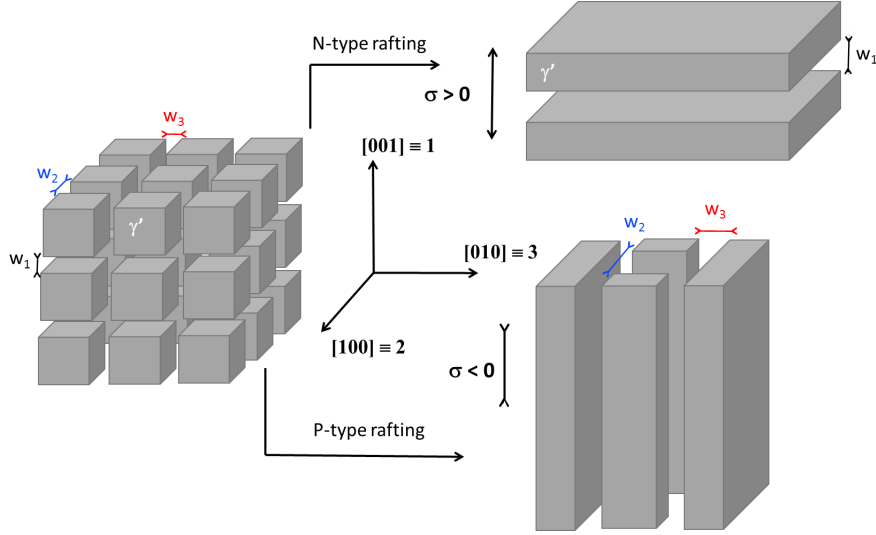 N-type rafting
γ'
w1
σ > 0
w3
[001] ≡ 1
w2
γ'
w1
[010] ≡ 3
w2
w3
[100] ≡ 2
σ < 0
P-type rafting